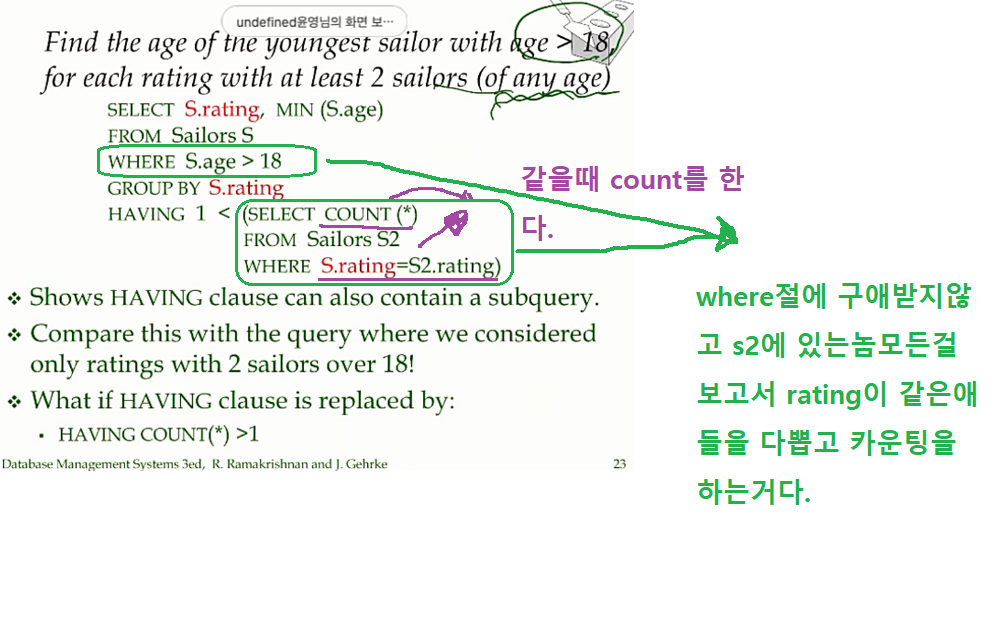 undefined윤영님의 화면 보…
Find the age of the youngest sailor with age > 18,
for each rating with at least 2 sailors (of any age)
SELECT S.rating, MIN (S.age)
FROM Sailors S
WHERE S.age > 18
GROUP BY S.rating
HAVING 1 < (SELECT COUNT (*)
FROM Sailors S2
WHERE S.rating=S2.rating)
같을때 count를 한
다.
❖ Shows HAVING clause can also contain a subquery.
❖ Compare this with the query where we considered
only ratings with 2 sailors over 18!
❖ What if HAVING clause is replaced by:
▪ HAVING COUNT(*) >1
where절에 구애받지않
고 s2에 있는놈모든걸
보고서 rating이 같은애
들을 다뽑고 카운팅을
하는거다.
Database Management Systems 3ed, R. Ramakrishnan and J. Gehrke
23